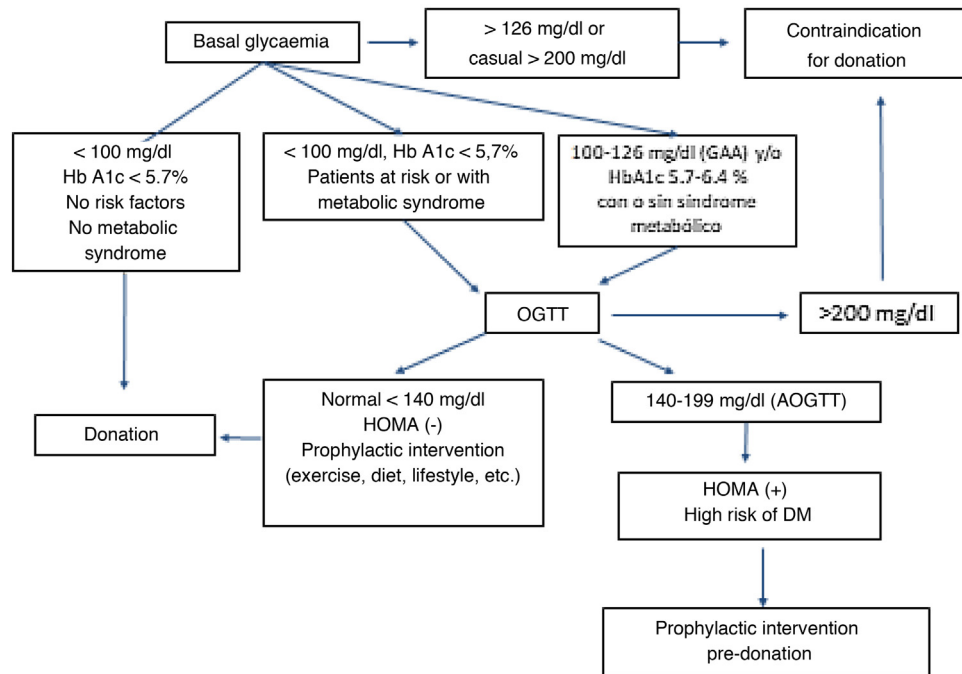 Basal glycaemia
> 126 mg/dl or
casual > 200 mg/dl
Contraindication
for donation
< 100 mg/dl
Hb A1c < 5.7%
No risk factors
No metabolic
syndrome
< 100 mg/dl, Hb A1c < 5,7%
Patients at risk or with
metabolic syndrome
100-126 mg/dl (GAA) y/o
HbA1c 5.7-6.4 %
con o sin síndrome
metabólico
OGTT
>200 mg/dl
Normal < 140 mg/dl
HOMA (-)
Prophylactic intervention
(exercise, diet, lifestyle, etc.)
140-199 mg/dl (AOGTT)
Donation
HOMA (+)
High risk of DM
Prophylactic intervention
pre-donation